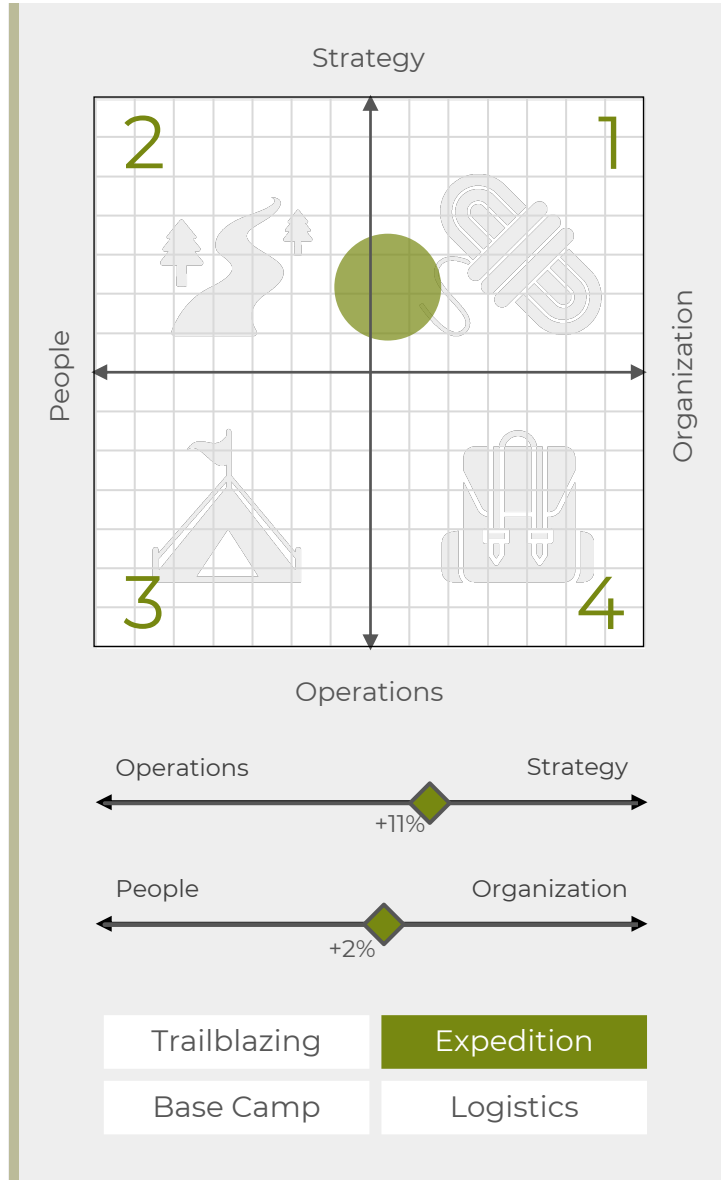 Strategy
2
1
People
Organization
3
4
Operations
Operations
Strategy
+11%
People
Organization
+2%
Trailblazing
Expedition
Base Camp
Logistics